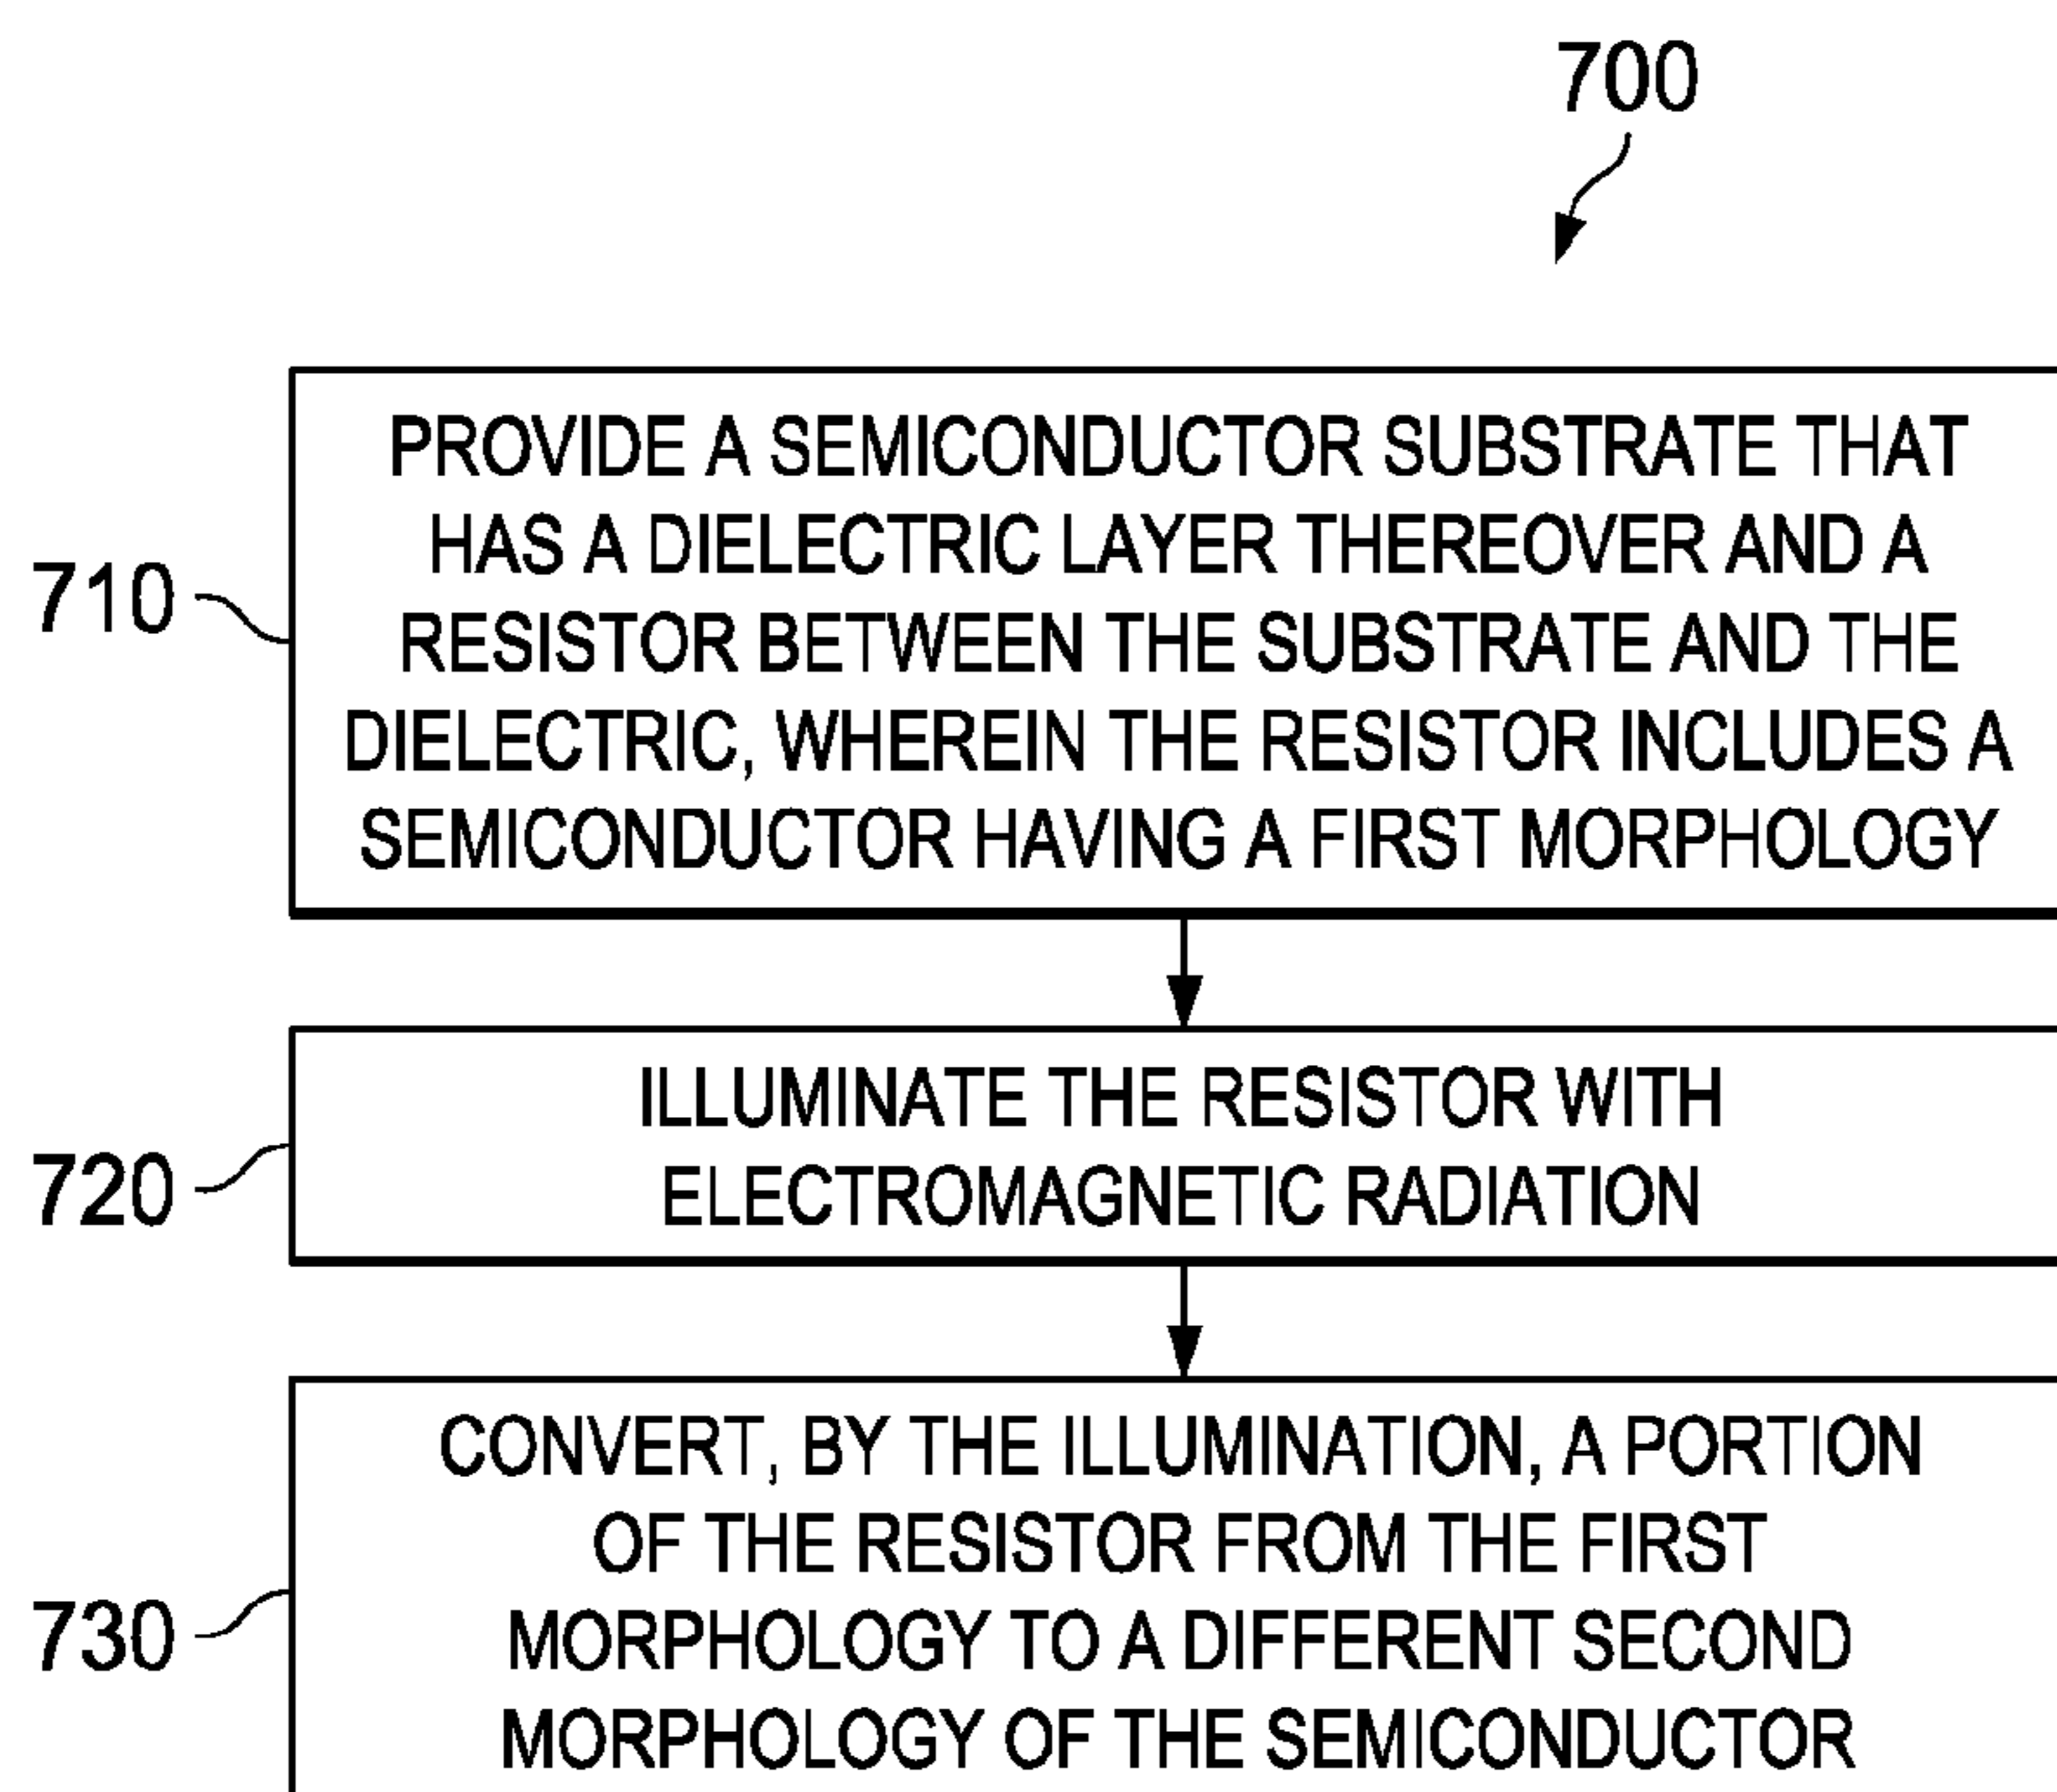 700
710
PROVIDE A SEMICONDUCTOR SUBSTRATE THAT
HAS A DIELECTRIC LAYER THEREOVER AND A
RESISTOR BETWEEN THE SUBSTRATE AND THE
DIELECTRIC, WHEREIN THE RESISTOR INCLUDES A
SEMICONDUCTOR HAVING A FIRST MORPHOLOGY
720
ILLUMINATE THE RESISTOR WITH
ELECTROMAGNETIC RADIATION
730
CONVERT, BY THE ILLUMINATION, A PORTION
OF THE RESISTOR FROM THE FIRST
MORPHOLOGY TO A DIFFERENT SECOND
MORPHOLOGY OF THE SEMICONDUCTOR